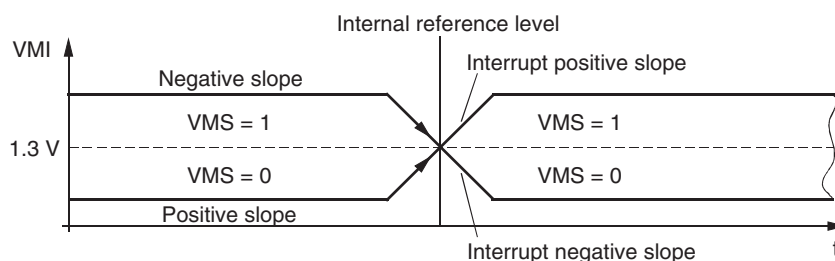 Internal reference level
VMI
Interrupt positive slope
Negative slope
VMS = 1
VMS = 1
1.3 V
VMS = 0
VMS = 0
Positive slope
Interrupt negative slope
t